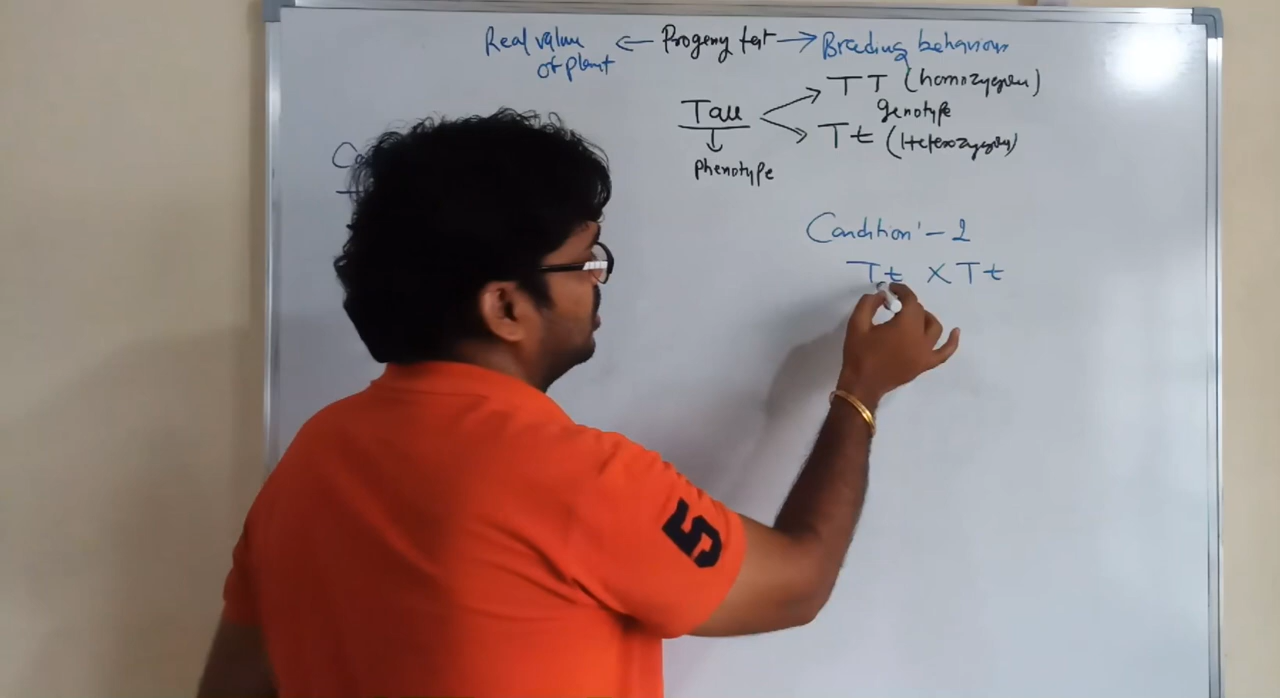 Real value ← Progeny test → Breeding behaviour
of plant
Tall
TT (homozygous)
genotype
Tt (Heterozygous)
phenotype
Condition - 2
Tt X Tt
5